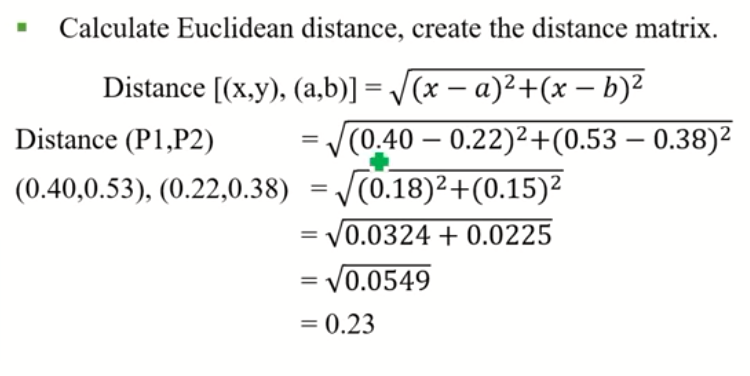 ▪ Calculate Euclidean distance, create the distance matrix.
Distance [(x,y), (a,b)] = √((x − a)²+(x − b)²)
Distance (P1,P2) = √((0.40 − 0.22)²+(0.53 − 0.38)²)
(0.40,0.53), (0.22,0.38) = √((0.18)²+(0.15)²)
= √(0.0324 + 0.0225)
= √0.0549
= 0.23